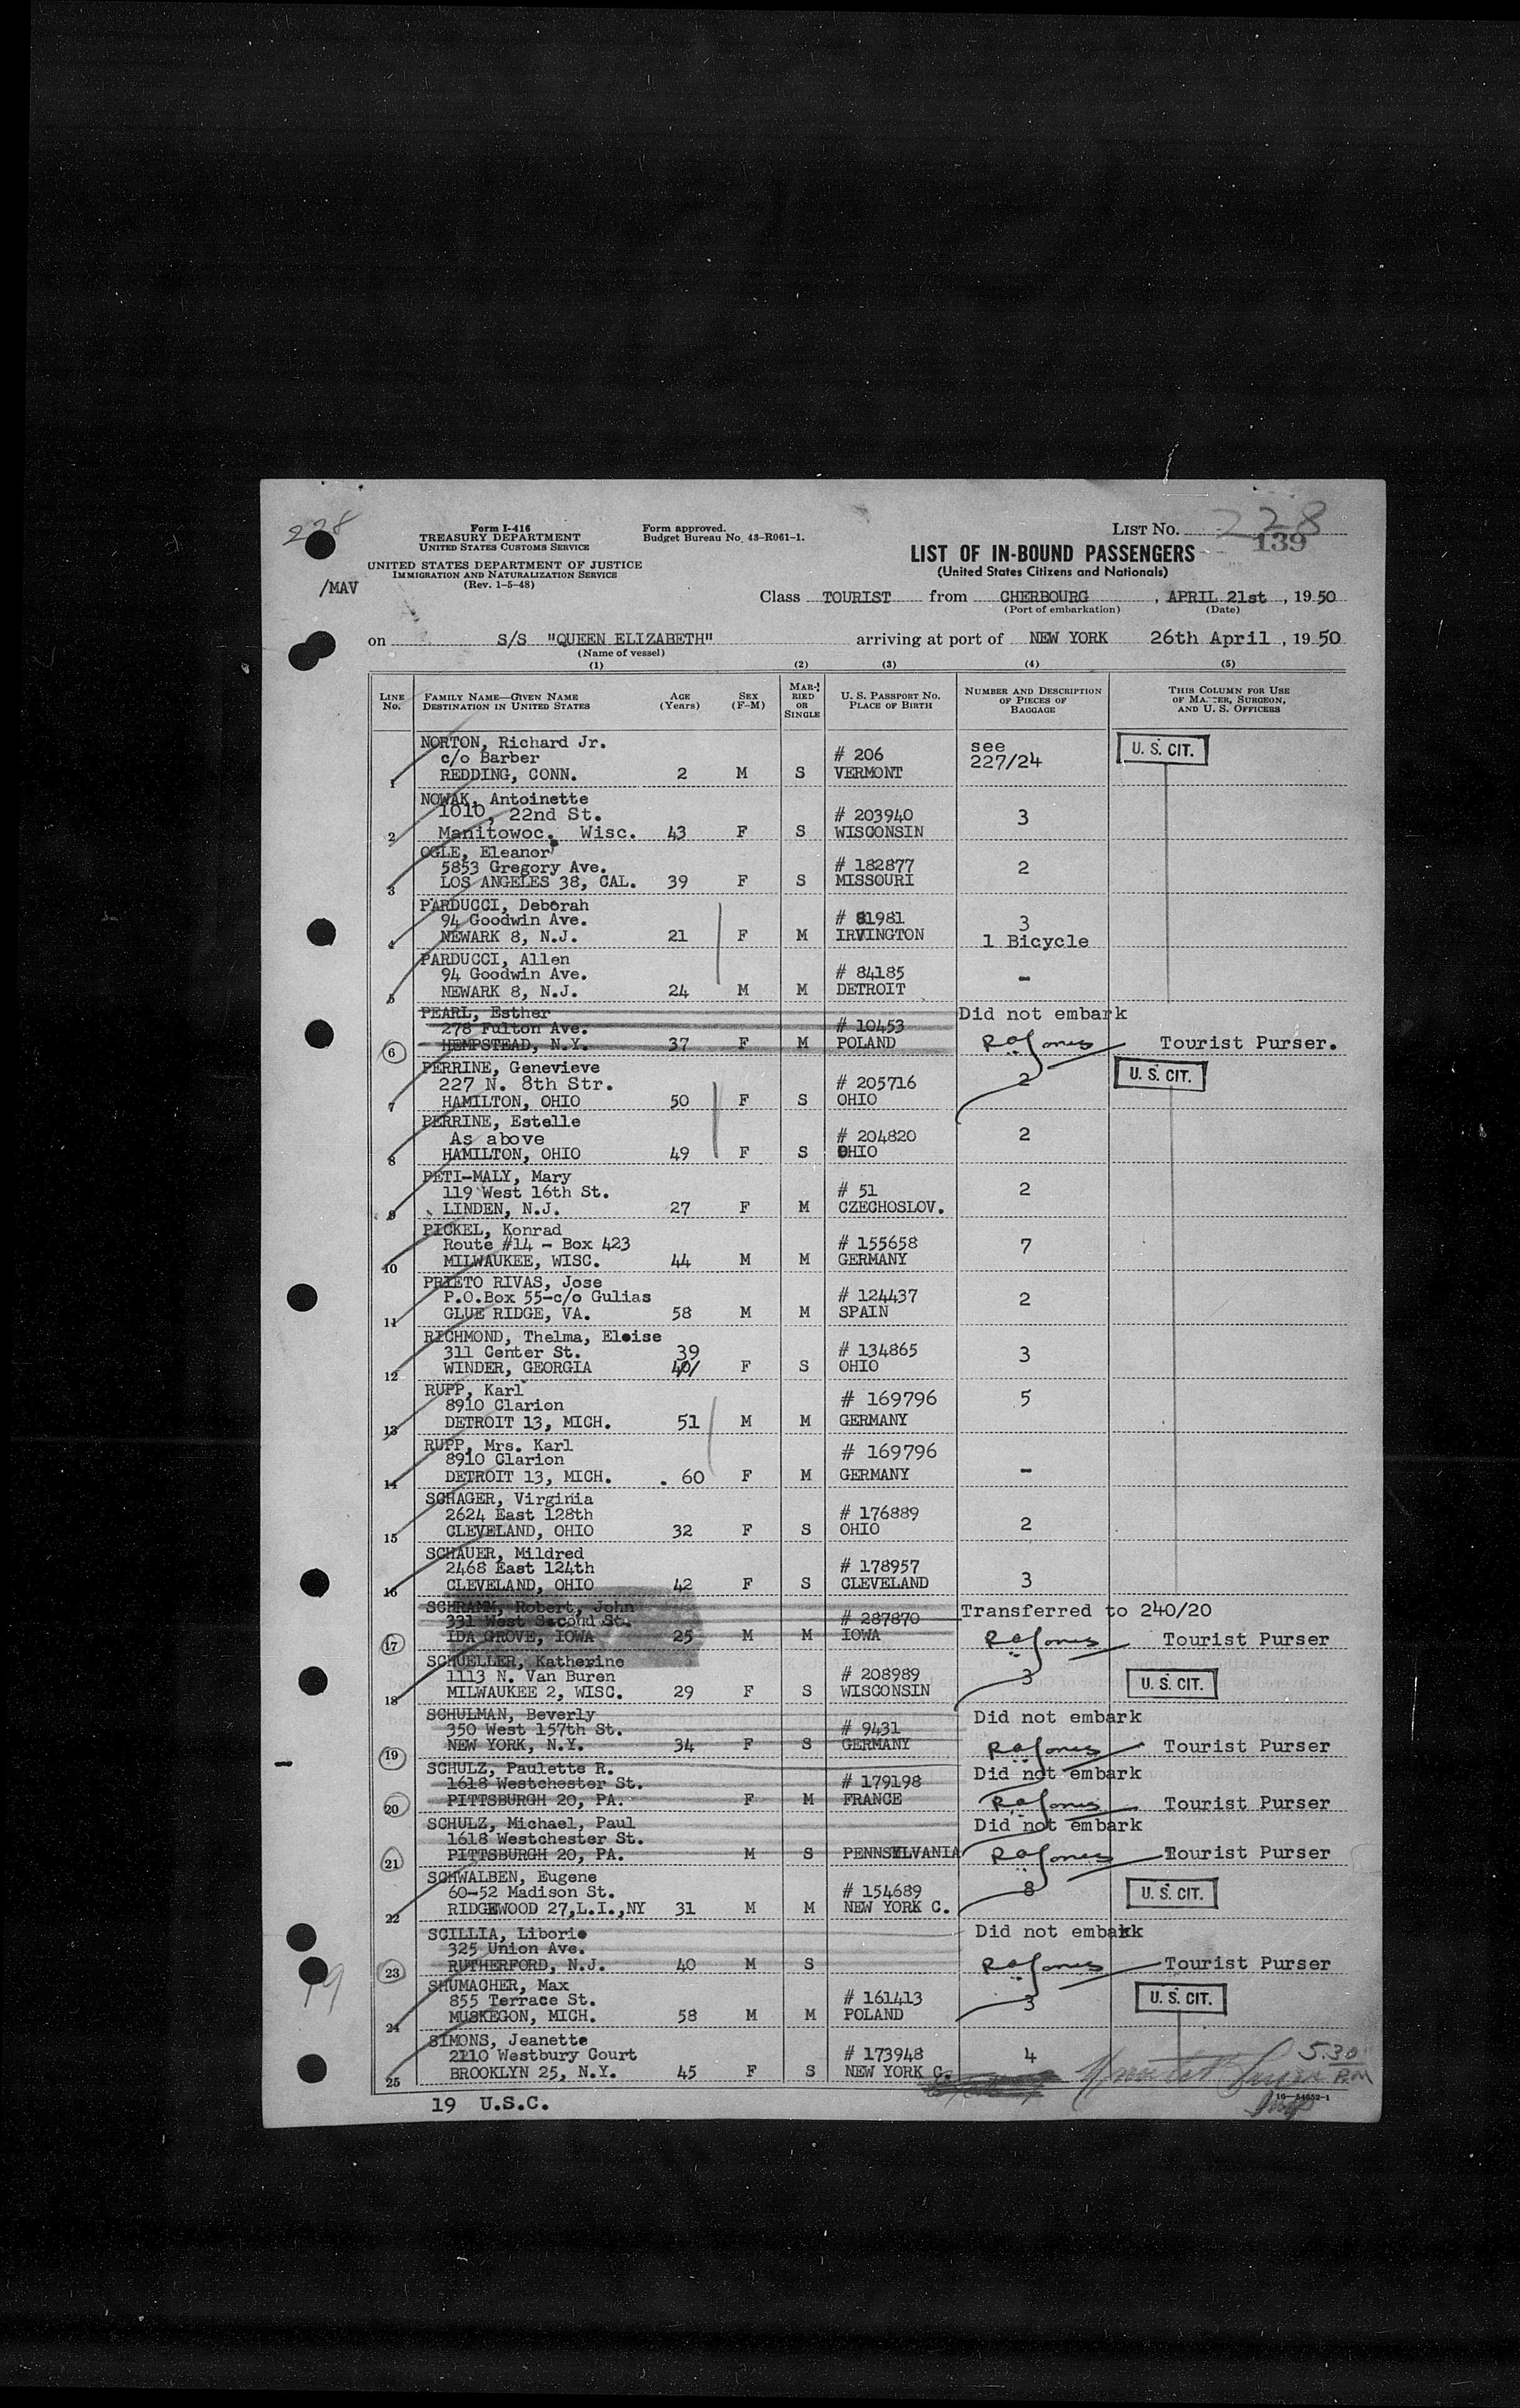 228
Form I-416
TREASURY DEPARTMENT
UNITED STATES CUSTOMS SERVICE
UNITED STATES DEPARTMENT OF JUSTICE
IMMIGRATION AND NATURALIZATION SERVICE
(Rev. 1-5-48)
/MAV
Form approved.
Budget Bureau No. 43-R061-1.
LIST NO. 228
139
LIST OF IN-BOUND PASSENGERS
(United States Citizens and Nationals)
Class TOURIST from CHERBOURG, APRIL 21st, 1950
(Port of embarkation) (Date)
on S/S "QUEEN ELIZABETH" arriving at port of NEW YORK 26th April, 1950
(Name of vessel)
(1) (2) (3) (4) (5)
LINE No. FAMILY NAME—GIVEN NAME DESTINATION IN UNITED STATES AGE (Years) SEX (F-M) MARRIED OR SINGLE U. S. PASSPORT NO. PLACE OF BIRTH NUMBER AND DESCRIPTION OF PIECES OF BAGGAGE THIS COLUMN FOR USE OF MASTER, SURGEON, AND U. S. OFFICERS
NORTON, Richard Jr. see U. S. CIT.
c/o Barber # 206 227/24
1 REDDING, CONN. 2 M S VERMONT
NOWAK, Antoinette
1010, 22nd St. # 203940 3
2 Manitowoc. Wisc. 43 F S WISCONSIN
OGLE, Eleanor
5853 Gregory Ave. # 182877 2
3 LOS ANGELES 38, CAL. 39 F S MISSOURI
PARDUCCI, Deborah
94 Goodwin Ave. # 81981 3
4 NEWARK 8, N.J. 21 F M IRVINGTON 1 Bicycle
PARDUCCI, Allen
94 Goodwin Ave. # 84185 -
5 NEWARK 8, N.J. 24 M M DETROIT
PEARL, Esther Did not embark
278 Fulton Ave. # 10453
6 HEMPSTEAD, N.Y. 37 F M POLAND RaJones Tourist Purser.
PERRINE, Genevieve U. S. CIT.
227 N. 8th Str. # 205716 2
7 HAMILTON, OHIO 50 F S OHIO
PERRINE, Estelle
As above # 204820 2
8 HAMILTON, OHIO 49 F S OHIO
PETI-MALY, Mary
119 West 16th St. # 51 2
9 LINDEN, N.J. 27 F M CZECHOSLOV.
PICKEL, Konrad
Route #14 - Box 423 # 155658 7
10 MILWAUKEE, WISC. 44 M M GERMANY
PRIETO RIVAS, Jose
P.O.Box 55-c/o Gulias # 124437 2
11 GLUE RIDGE, VA. 58 M M SPAIN
RICHMOND, Thelma, Eloise
311 Center St. 39 # 134865 3
12 WINDER, GEORGIA 40/ F S OHIO
RUPP, Karl
8910 Clarion # 169796 5
13 DETROIT 13, MICH. 51 M M GERMANY
RUPP, Mrs. Karl
8910 Clarion # 169796
14 DETROIT 13, MICH. 60 F M GERMANY -
SCHAGER, Virginia
2624 East 128th # 176889 2
15 CLEVELAND, OHIO 32 F S OHIO
SCHAUER, Mildred
2468 East 124th # 178957
16 CLEVELAND, OHIO 42 F S CLEVELAND 3
SCHRAMM, Robert, John Transferred to 240/20
331 West Second St. # 287870
17 IDA GROVE, IOWA 25 M M IOWA RaJones Tourist Purser
SCHUELLER, Katherine
1113 N. Van Buren # 208989 3 U. S. CIT.
18 MILWAUKEE 2, WISC. 29 F S WISCONSIN
SCHULMAN, Beverly Did not embark
350 West 157th St. # 9431
19 NEW YORK, N.Y. 34 F S GERMANY RaJones Tourist Purser
SCHULZ, Paulette R. Did not embark
1618 Westchester St. # 179198
20 PITTSBURGH 20, PA. F M FRANCE RaJones Tourist Purser
SCHULZ, Michael, Paul Did not embark
1618 Westchester St.
21 PITTSBURGH 20, PA. M S PENNSYLVANIA RaJones Tourist Purser
SCHWALBEN, Eugene
60-52 Madison St. # 154689 8 U. S. CIT.
22 RIDGEWOOD 27,L.I.,NY 31 M M NEW YORK C.
SCILLIA, Liborio Did not embark
325 Union Ave.
23 RUTHERFORD, N.J. 40 M S RaJones Tourist Purser
SHUMACHER, Max
855 Terrace St. # 161413 3 U. S. CIT.
24 MUSKEGON, MICH. 58 M M POLAND
SIMONS, Jeanette
2110 Westbury Court # 173948 4 5.30
25 BROOKLYN 25, N.Y. 45 F S NEW YORK C. P.M
19 U.S.C.
16—54652-1
19